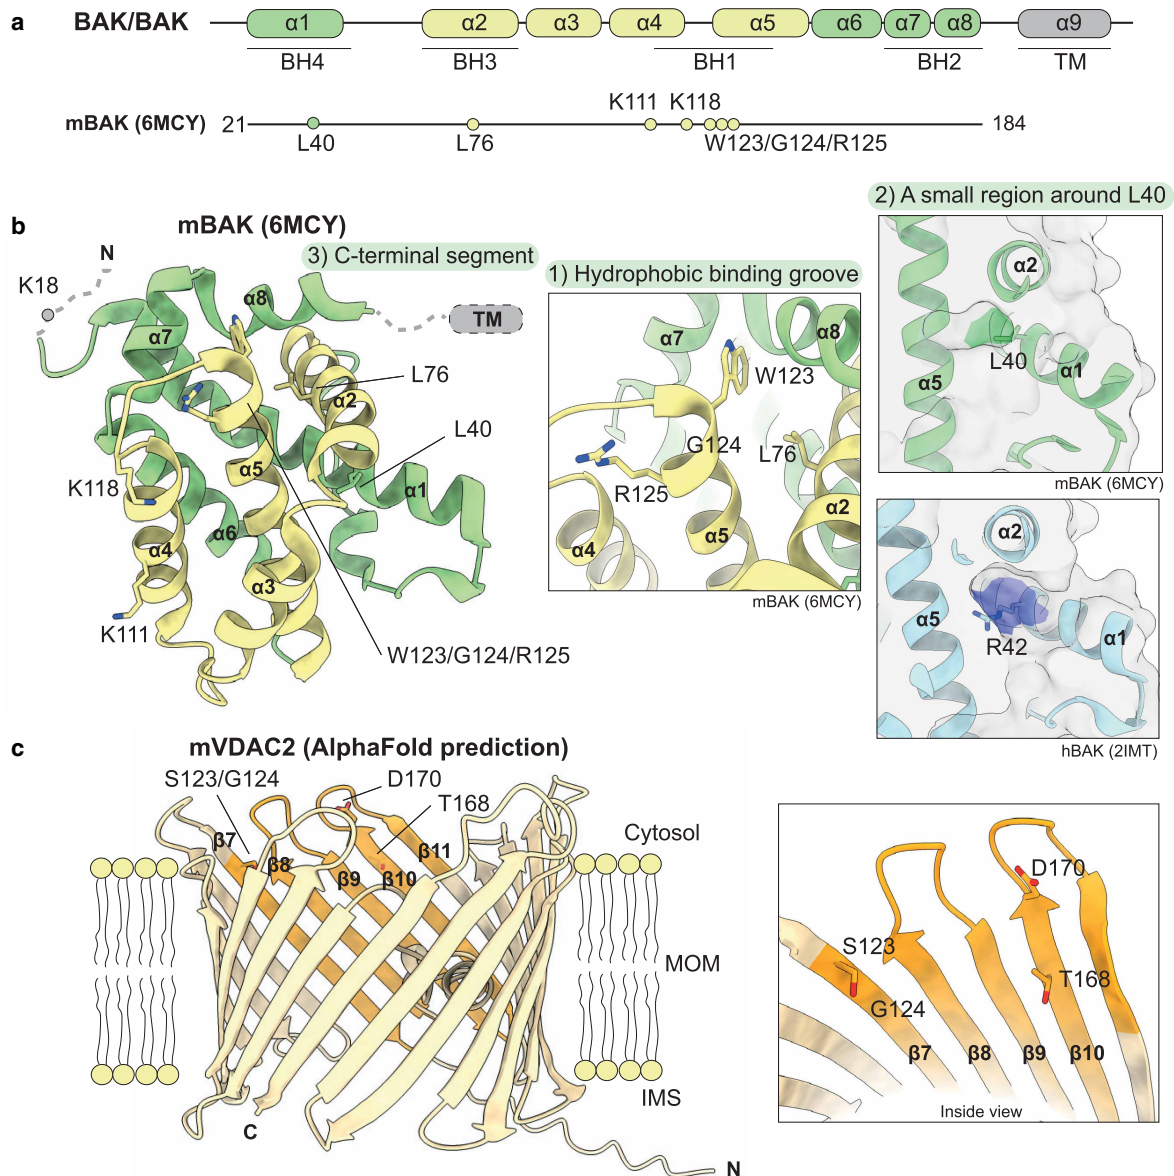 a
BAK/BAK
α1 α2 α3 α4 α5 α6 α7 α8 α9
BH4 BH3 BH1 BH2 TM
K111 K118
mBAK (6MCY) 21 184
L40 L76 W123/G124/R125
b
mBAK (6MCY)
N
K18
3) C-terminal segment
α8
α7
TM
L76
α2
L40
α5
α1
K118
α6
α4
α3
K111
W123/G124/R125
1) Hydrophobic binding groove
α7
α8
W123
G124
L76
R125
α2
α4
α5
mBAK (6MCY)
2) A small region around L40
α2
L40
α1
α5
mBAK (6MCY)
α2
α5
R42
α1
hBAK (2IMT)
c
mVDAC2 (AlphaFold prediction)
S123/G124
D170
T168
β7
β8
β9
β10
β11
Cytosol
MOM
IMS
C
N
D170
S123
T168
G124
β7 β8 β9 β10
Inside view